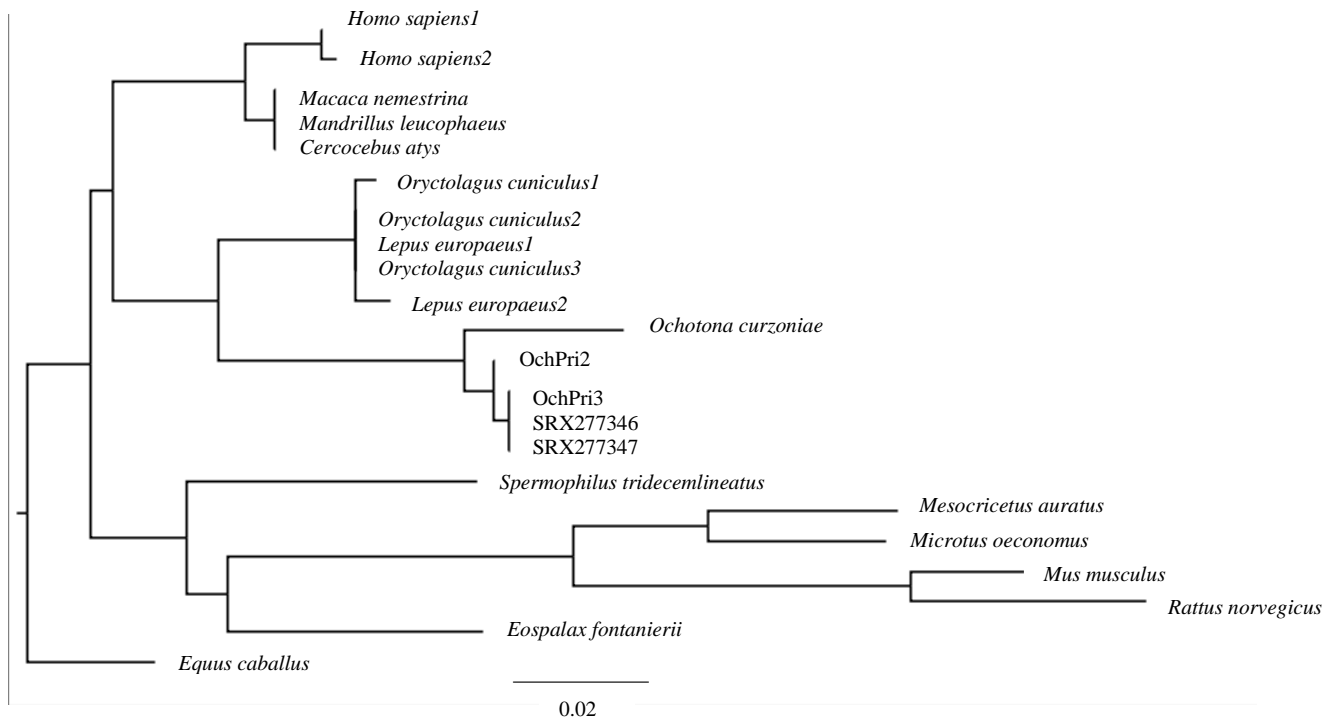 Homo sapiens1
Homo sapiens2
Macaca nemestrina
Mandrillus leucophaeus
Cercocebus atys
Oryctolagus cuniculus1
Oryctolagus cuniculus2
Lepus europaeus1
Oryctolagus cuniculus3
Lepus europaeus2
Ochotona curzoniae
OchPri2
OchPri3
SRX277346
SRX277347
Spermophilus tridecemlineatus
Mesocricetus auratus
Microtus oeconomus
Mus musculus
Rattus norvegicus
Eospalax fontanierii
Equus caballus
0.02